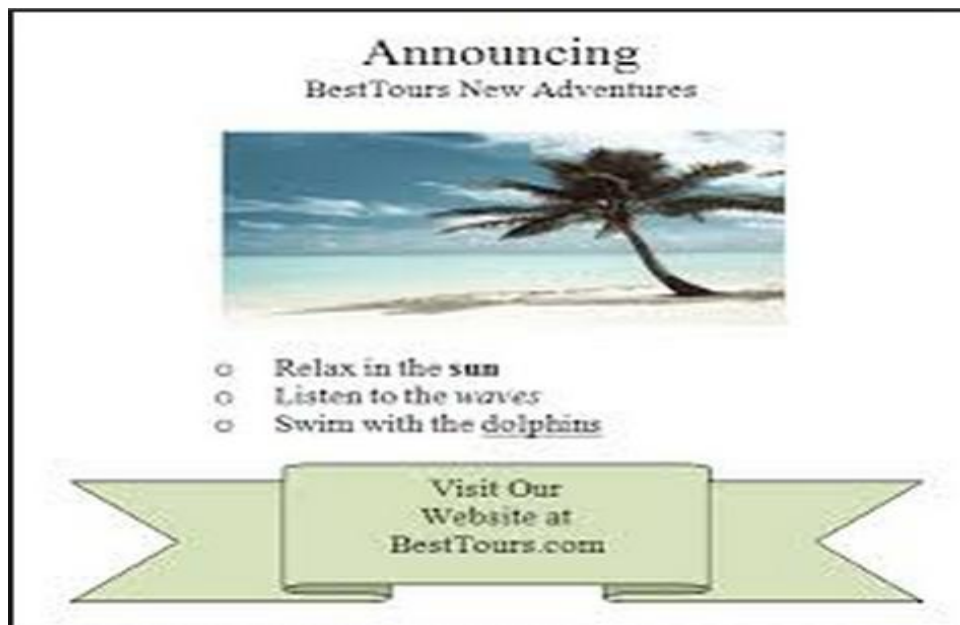 Announcing
BestTours New Adventures
Relax in the sun
Listen to the waves
Swim with the dolphins
Visit Our
Website at
BestTours.com